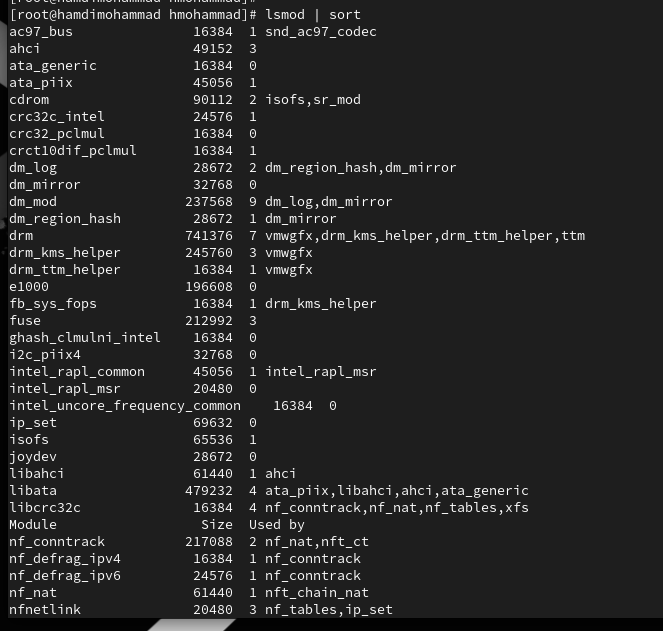 [root@hamdimohammad hmohammad]# lsmod | sort
ac97_bus               16384  1 snd_ac97_codec
ahci                   49152  3
ata_generic            16384  0
ata_piix               45056  1
cdrom                  90112  2 isofs,sr_mod
crc32c_intel           24576  1
crc32_pclmul           16384  0
crct10dif_pclmul       16384  1
dm_log                 28672  2 dm_region_hash,dm_mirror
dm_mirror              32768  0
dm_mod                237568  9 dm_log,dm_mirror
dm_region_hash         28672  1 dm_mirror
drm                   741376  7 vmwgfx,drm_kms_helper,drm_ttm_helper,ttm
drm_kms_helper        245760  3 vmwgfx
drm_ttm_helper         16384  1 vmwgfx
e1000                 196608  0
fb_sys_fops            16384  1 drm_kms_helper
fuse                  212992  3
ghash_clmulni_intel    16384  0
i2c_piix4              32768  0
intel_rapl_common      45056  1 intel_rapl_msr
intel_rapl_msr         20480  0
intel_uncore_frequency_common    16384  0
ip_set                 69632  0
isofs                  65536  1
joydev                 28672  0
libahci                61440  1 ahci
libata                479232  4 ata_piix,libahci,ahci,ata_generic
libcrc32c              16384  4 nf_conntrack,nf_nat,nf_tables,xfs
Module                  Size  Used by
nf_conntrack          217088  2 nf_nat,nft_ct
nf_defrag_ipv4         16384  1 nf_conntrack
nf_defrag_ipv6         24576  1 nf_conntrack
nf_nat                 61440  1 nft_chain_nat
nfnetlink              20480  3 nf_tables,ip_set